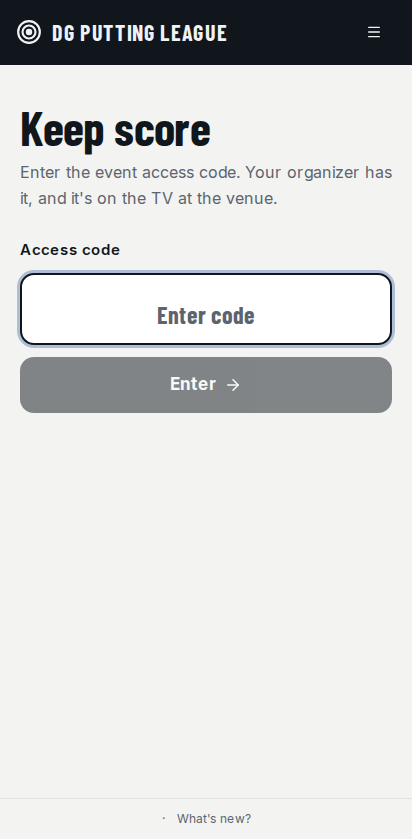 DG PUTTING LEAGUE
Keep score
Enter the event access code. Your organizer has
it, and it's on the TV at the venue.
Access code
Enter code
Enter →
· What's new?